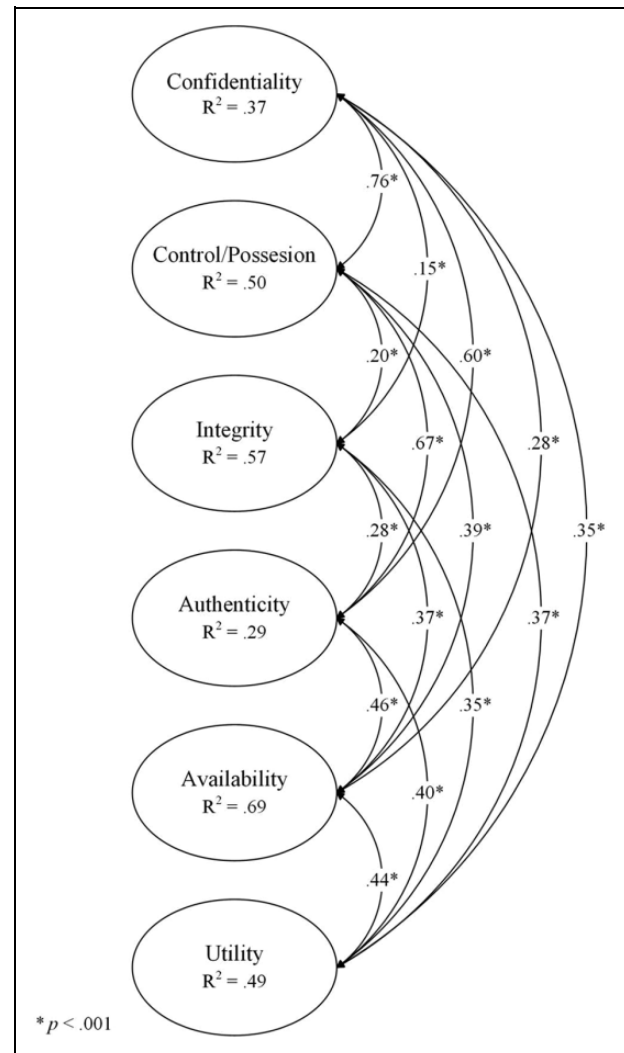 Confidentiality
R² = .37
.76*
Control/Possesion
R² = .50
.15*
.20*
.60*
Integrity
R² = .57
.67*
.28*
.28*
.39*
.35*
Authenticity
R² = .29
.37*
.37*
.46*
.35*
Availability
R² = .69
.40*
.44*
Utility
R² = .49
* p < .001